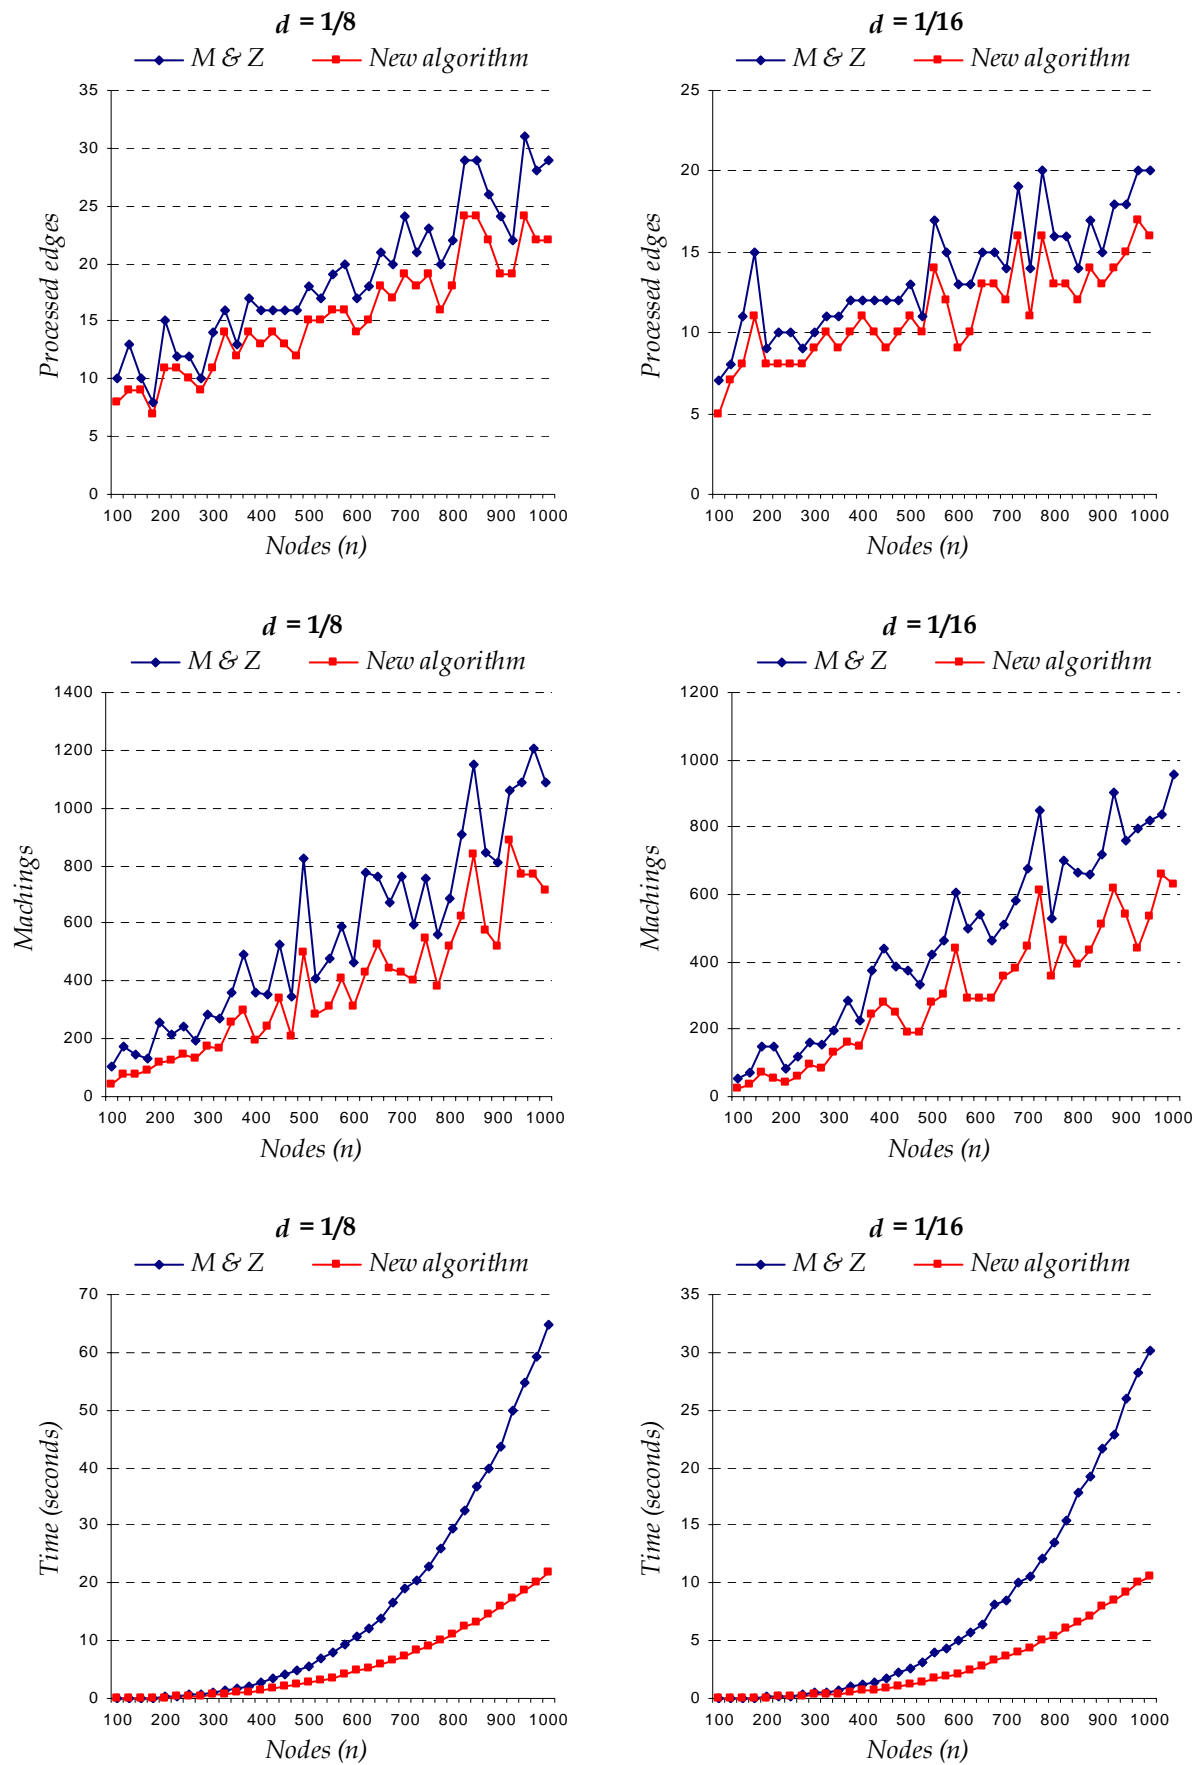 d = 1/8
M & Z New algorithm
35
30
25
20
15
10
5
0
Processed edges
100 200 300 400 500 600 700 800 900 1000
Nodes (n)
d = 1/16
M & Z New algorithm
25
20
15
10
5
0
Processed edges
100 200 300 400 500 600 700 800 900 1000
Nodes (n)
d = 1/8
M & Z New algorithm
1400
1200
1000
800
600
400
200
0
Machings
100 200 300 400 500 600 700 800 900 1000
Nodes (n)
d = 1/16
M & Z New algorithm
1200
1000
800
600
400
200
0
Machings
100 200 300 400 500 600 700 800 900 1000
Nodes (n)
d = 1/8
M & Z New algorithm
70
60
50
40
30
20
10
0
Time (seconds)
100 200 300 400 500 600 700 800 900 1000
Nodes (n)
d = 1/16
M & Z New algorithm
35
30
25
20
15
10
5
0
Time (seconds)
100 200 300 400 500 600 700 800 900 1000
Nodes (n)